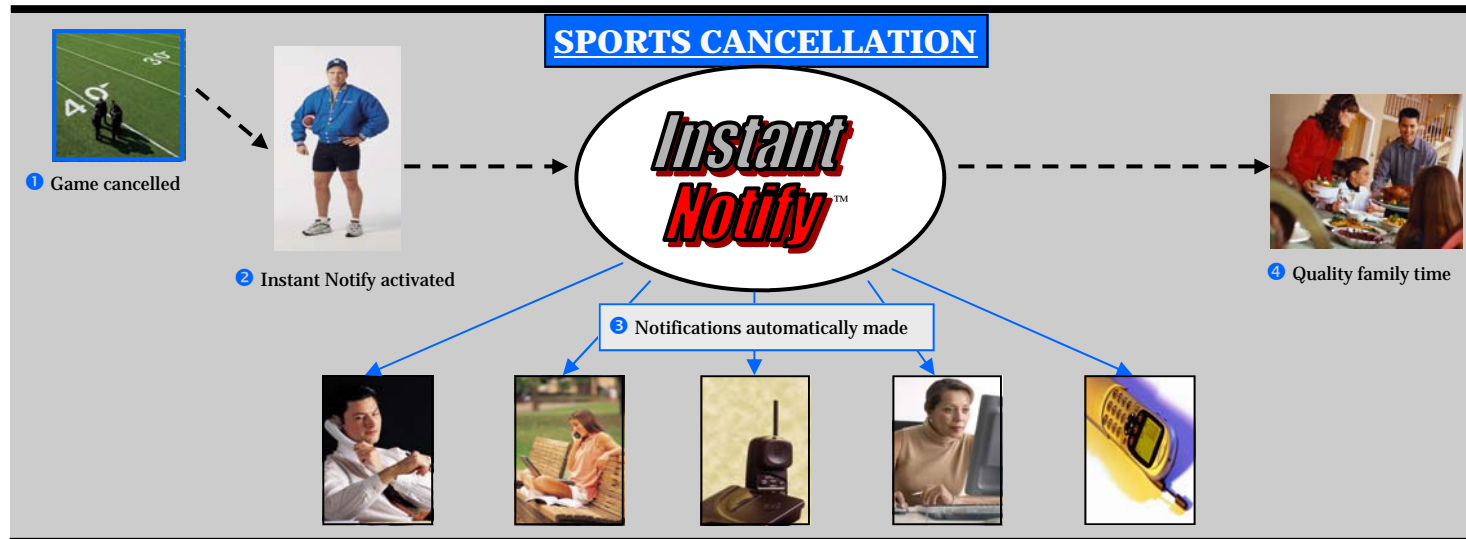 SPORTS CANCELLATION
40
30
❶ Game cancelled
❷ Instant Notify activated
Instant
Notify™
❸ Notifications automatically made
❹ Quality family time